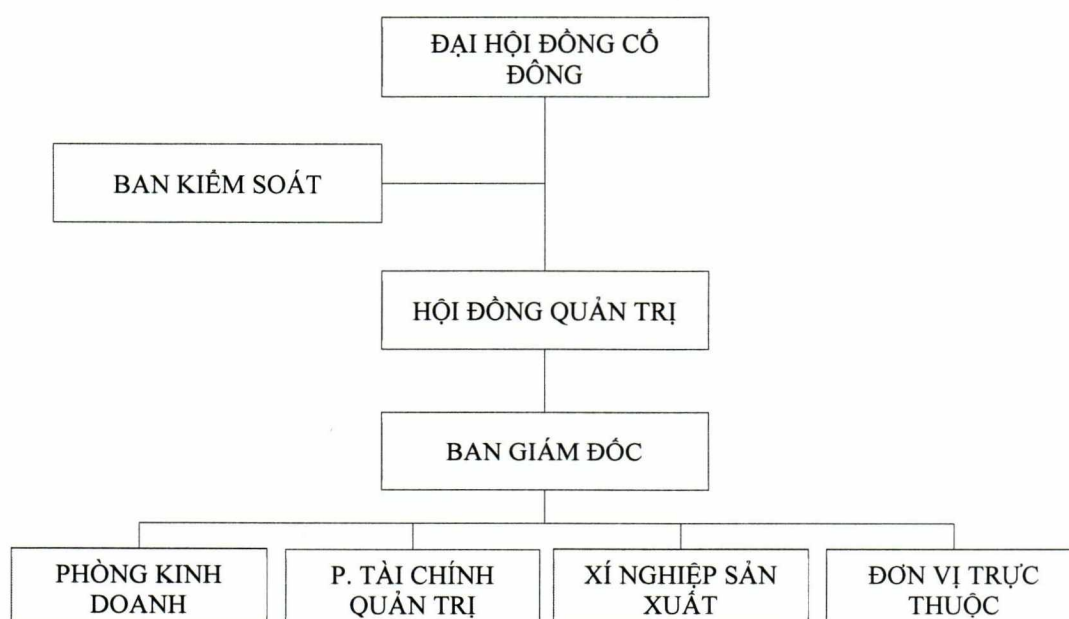 ĐẠI HỘI ĐỒNG CỔ
ĐÔNG
BAN KIỂM SOÁT
HỘI ĐỒNG QUẢN TRỊ
BAN GIÁM ĐỐC
PHÒNG KINH
DOANH
P. TÀI CHÍNH
QUẢN TRỊ
XÍ NGHIỆP SẢN
XUẤT
ĐƠN VỊ TRỰC
THUỘC